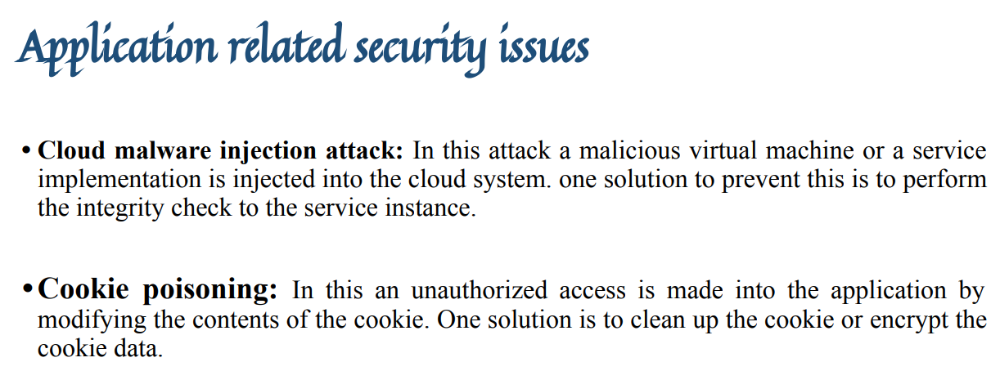 Application related security issues
• Cloud malware injection attack: In this attack a malicious virtual machine or a service
implementation is injected into the cloud system. one solution to prevent this is to perform
the integrity check to the service instance.
• Cookie poisoning: In this an unauthorized access is made into the application by
modifying the contents of the cookie. One solution is to clean up the cookie or encrypt the
cookie data.